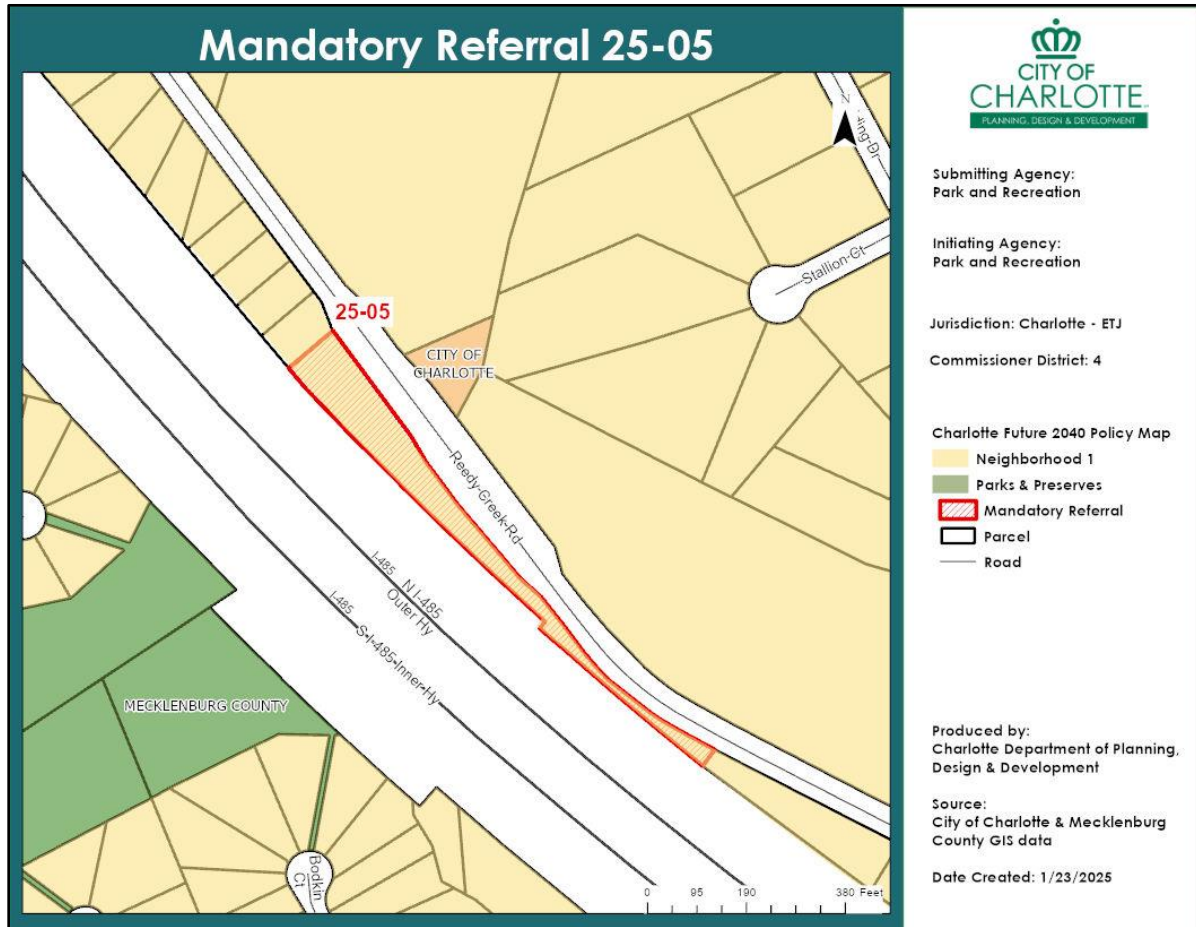 Mandatory Referral 25-05
CITY OF
CHARLOTTE
PLANNING, DESIGN & DEVELOPMENT
N
Stallion Ct
25-05
CITY OF
CHARLOTTE
Reedy Creek Rd
I-485
N I-485
Outer Hy
I-485
S I-485 Inner Hy
MECKLENBURG COUNTY
Bodkin
Ct
0 95 190 380 Feet
Submitting Agency:
Park and Recreation
Initiating Agency:
Park and Recreation
Jurisdiction: Charlotte - ETJ
Commissioner District: 4
Charlotte Future 2040 Policy Map
Neighborhood 1
Parks & Preserves
Mandatory Referral
Parcel
Road
Produced by:
Charlotte Department of Planning,
Design & Development
Source:
City of Charlotte & Mecklenburg
County GIS data
Date Created: 1/23/2025